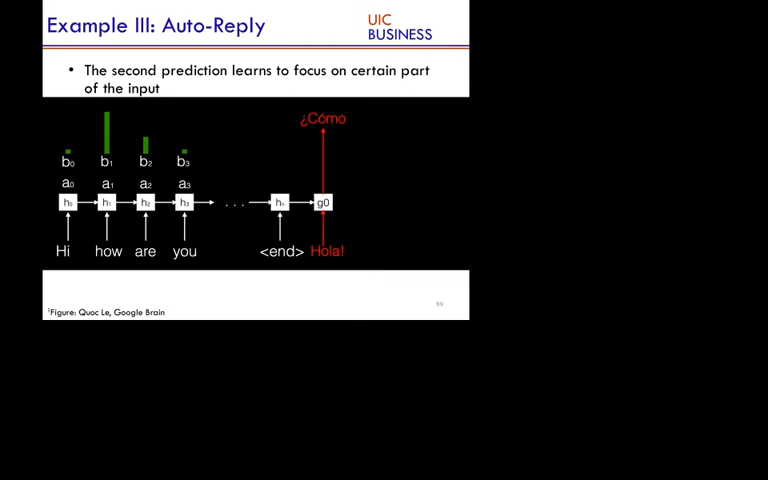 Example III: Auto-Reply
UIC
BUSINESS
• The second prediction learns to focus on certain part
of the input
¿Cómo
b₀ b₁ b₂ b₃
a₀ a₁ a₂ a₃
h₀ h₁ h₂ h₃ . . . hₙ g0
Hi how are you <end> Hola!
69
¹Figure: Quoc Le, Google Brain